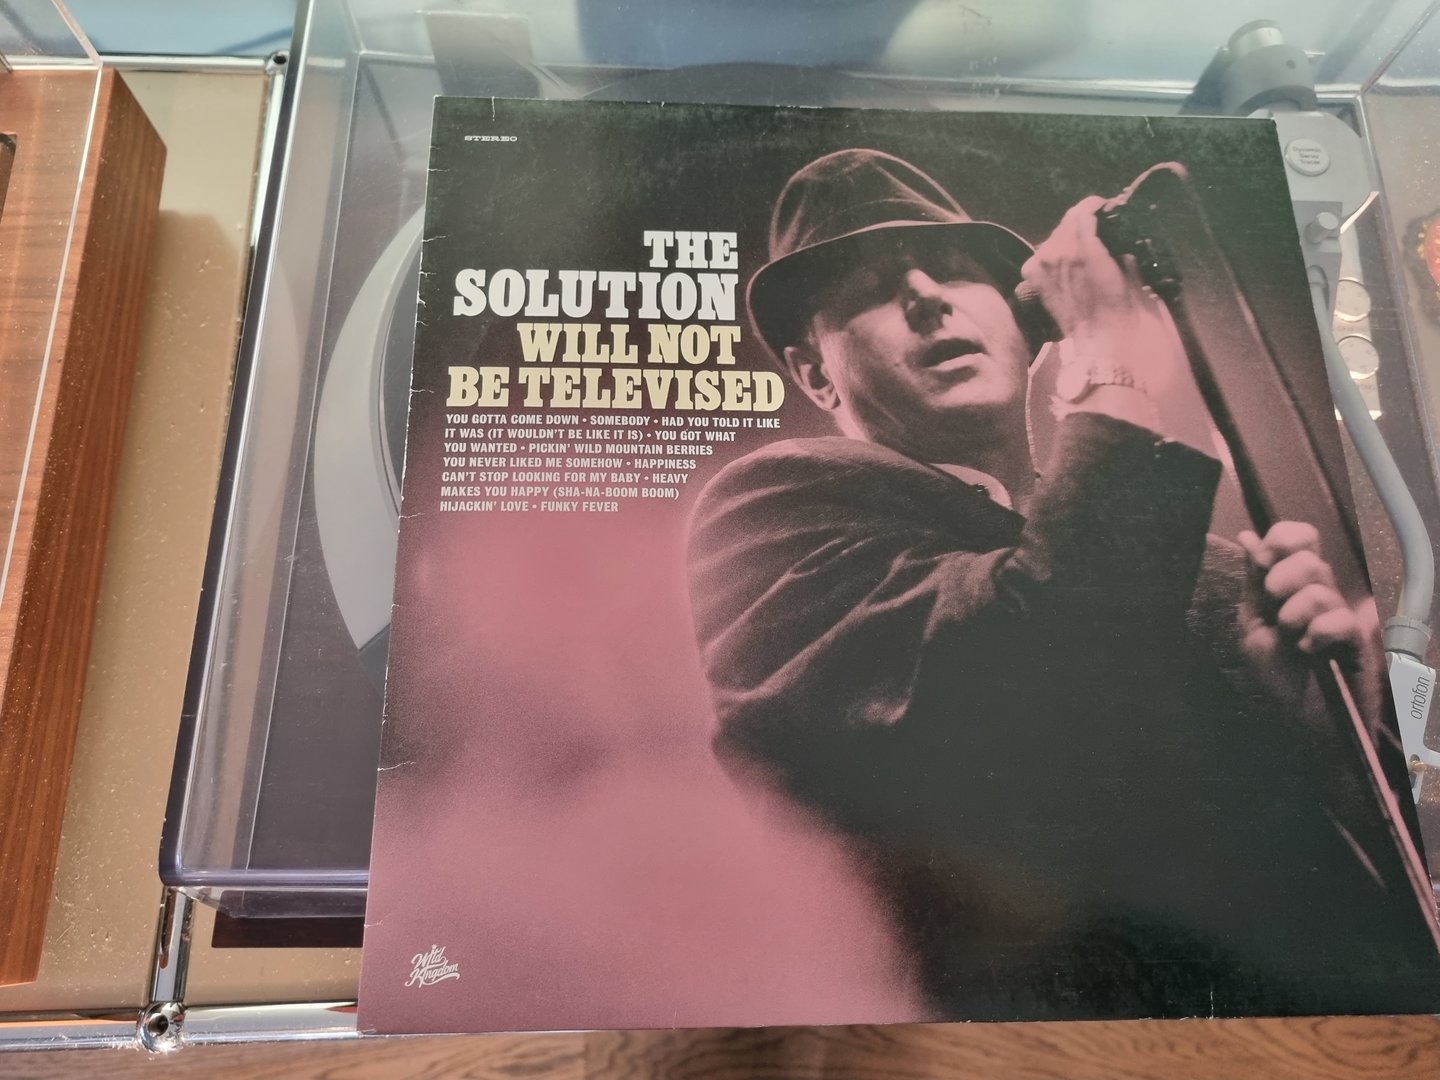 STEREO
THE
SOLUTION
WILL NOT
BE TELEVISED
YOU GOTTA COME DOWN • SOMEBODY • HAD YOU TOLD IT LIKE
IT WAS (IT WOULDN'T BE LIKE IT IS) • YOU GOT WHAT
YOU WANTED • PICKIN' WILD MOUNTAIN BERRIES
YOU NEVER LIKED ME SOMEHOW • HAPPINESS
CAN'T STOP LOOKING FOR MY BABY • HEAVY
MAKES YOU HAPPY (SHA-NA-BOOM BOOM)
HIJACKIN' LOVE • FUNKY FEVER
Wild
Kingdom
Dynamic
Servo
Tracer
ortofon